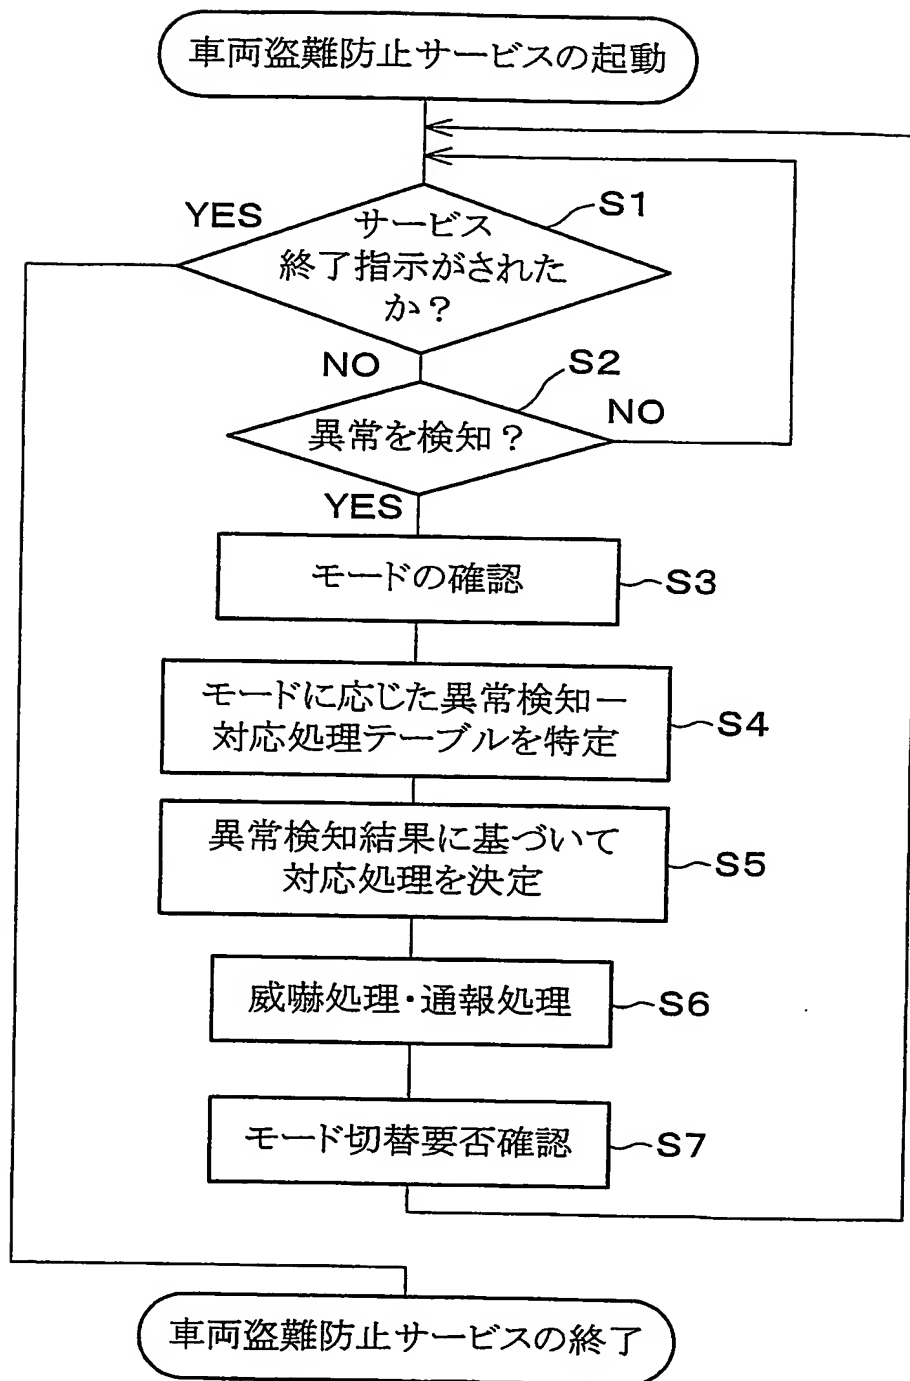 車両盗難防止サービスの起動
YES
S1
サービス
終了指示がされた
か？
NO
S2
異常を検知？
NO
YES
モードの確認
S3
モードに応じた異常検知－
対応処理テーブルを特定
S4
異常検知結果に基づいて
対応処理を決定
S5
威嚇処理・通報処理
S6
モード切替要否確認
S7
車両盗難防止サービスの終了